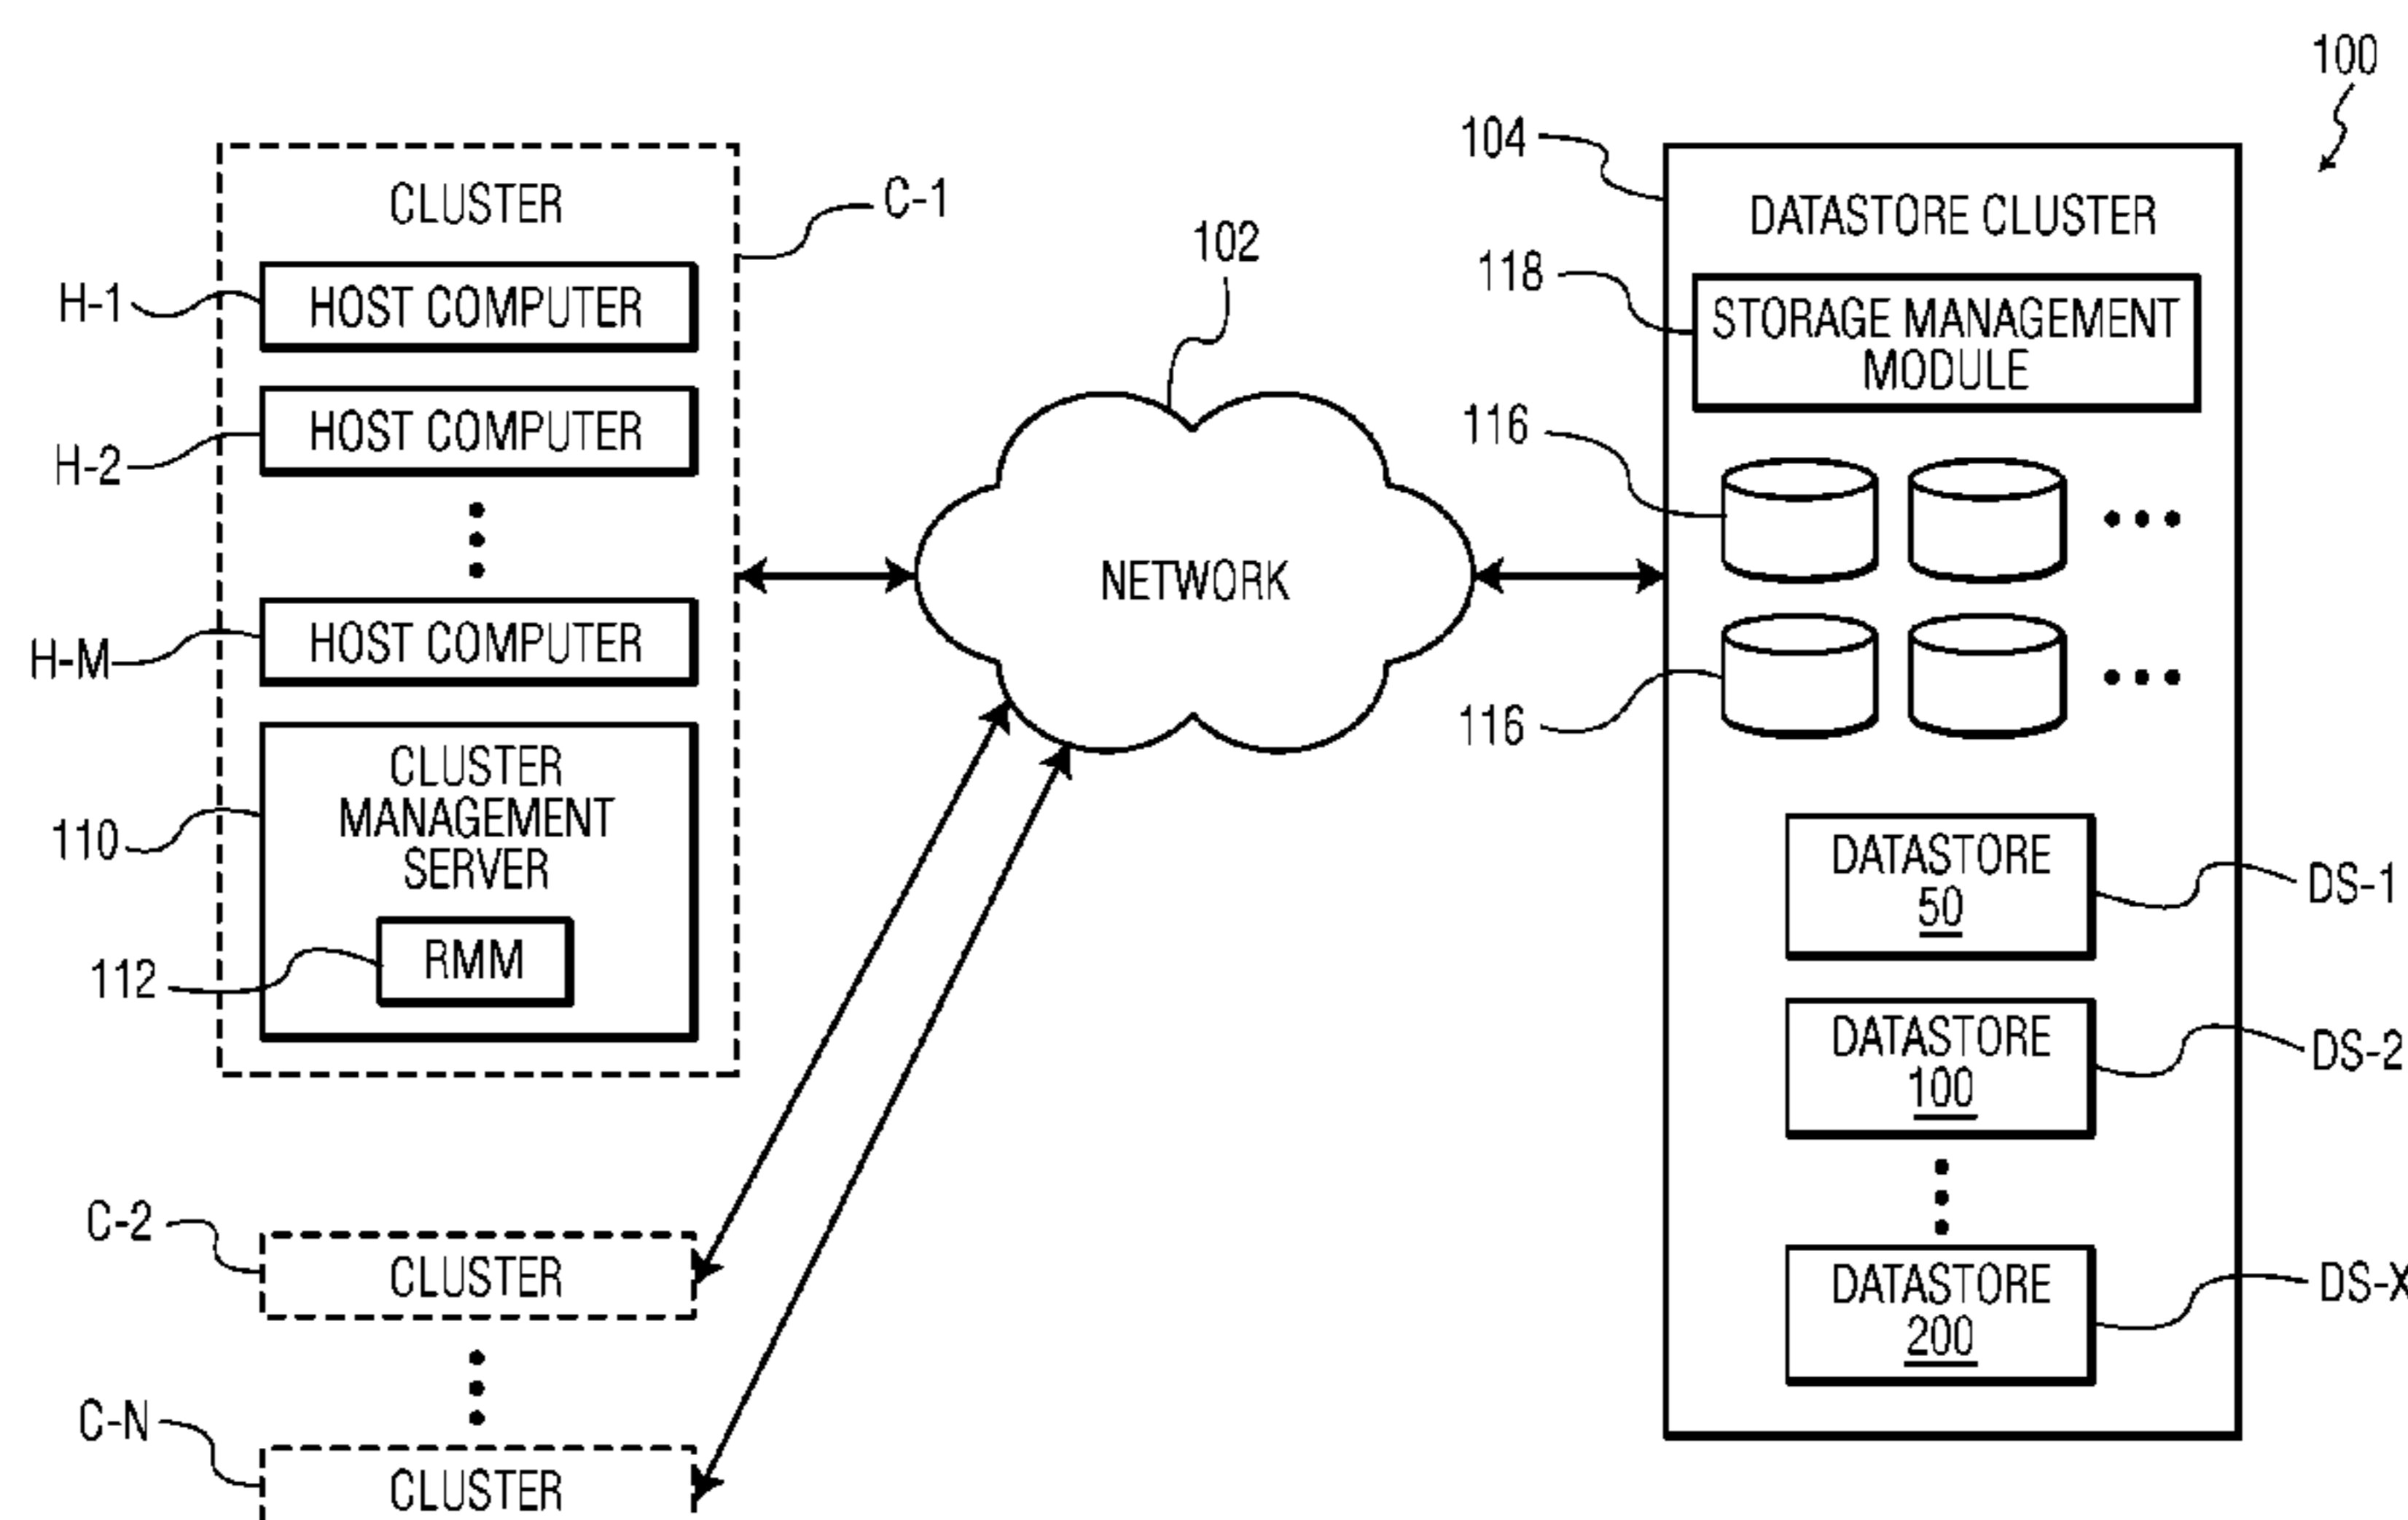 100
CLUSTER
C-1
H-1
HOST COMPUTER
H-2
HOST COMPUTER
H-M
HOST COMPUTER
110
CLUSTER
MANAGEMENT
SERVER
112
RMM
C-2
CLUSTER
C-N
CLUSTER
102
NETWORK
104
DATASTORE CLUSTER
118
STORAGE MANAGEMENT
MODULE
116
116
DATASTORE
50
DS-1
DATASTORE
100
DS-2
DATASTORE
200
DS-X